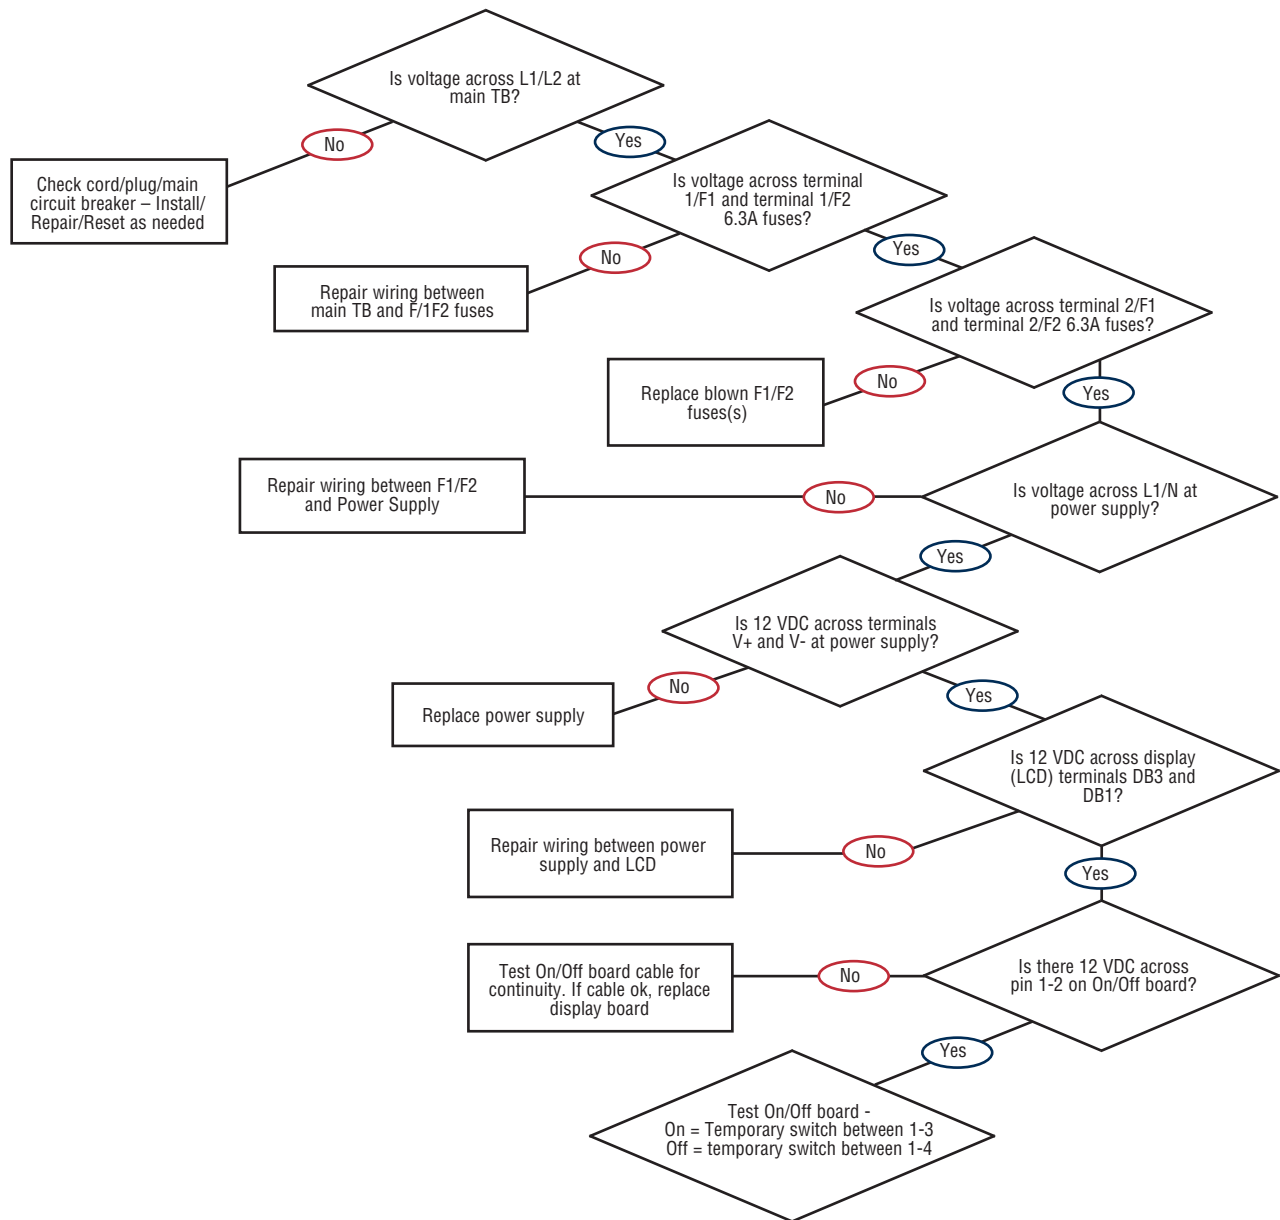 Is voltage across L1/L2 at
main TB?
No
Yes
Check cord/plug/main
circuit breaker – Install/
Repair/Reset as needed
Is voltage across terminal
1/F1 and terminal 1/F2
6.3A fuses?
No
Yes
Repair wiring between
main TB and F/1F2 fuses
Is voltage across terminal 2/F1
and terminal 2/F2 6.3A fuses?
No
Yes
Replace blown F1/F2
fuses(s)
Repair wiring between F1/F2
and Power Supply
No
Is voltage across L1/N at
power supply?
Yes
Is 12 VDC across terminals
V+ and V- at power supply?
No
Yes
Replace power supply
Is 12 VDC across display
(LCD) terminals DB3 and
DB1?
Repair wiring between power
supply and LCD
No
Yes
Test On/Off board cable for
continuity. If cable ok, replace
display board
No
Is there 12 VDC across
pin 1-2 on On/Off board?
Yes
Test On/Off board -
On = Temporary switch between 1-3
Off = temporary switch between 1-4